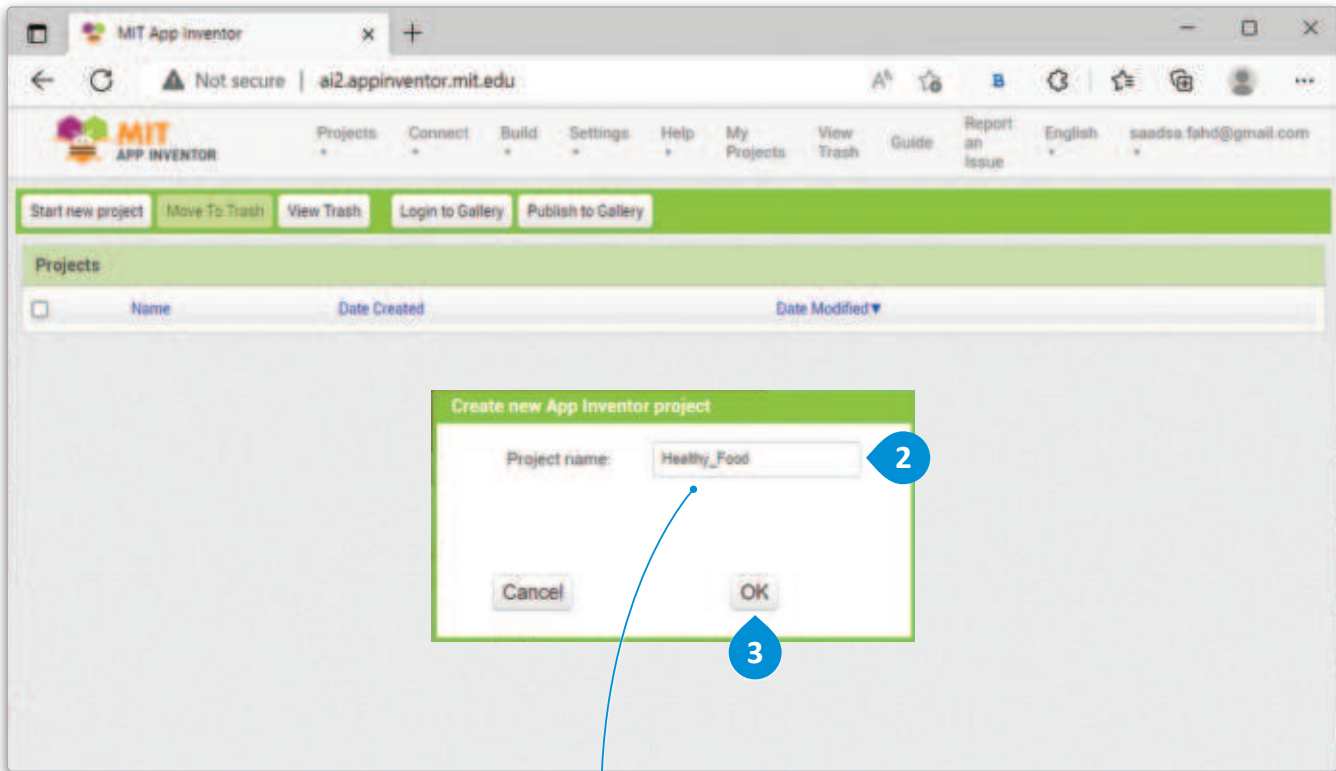 MIT App Inventor
Not secure | ai2.appinventor.mit.edu
MIT
APP INVENTOR
Projects Connect Build Settings Help My Projects View Trash Guide Report an Issue English saadsa.fahd@gmail.com
Start new project Move To Trash View Trash Login to Gallery Publish to Gallery
Projects
Name Date Created Date Modified▼
Create new App Inventor project
Project name: Healthy_Food 2
Cancel OK
3